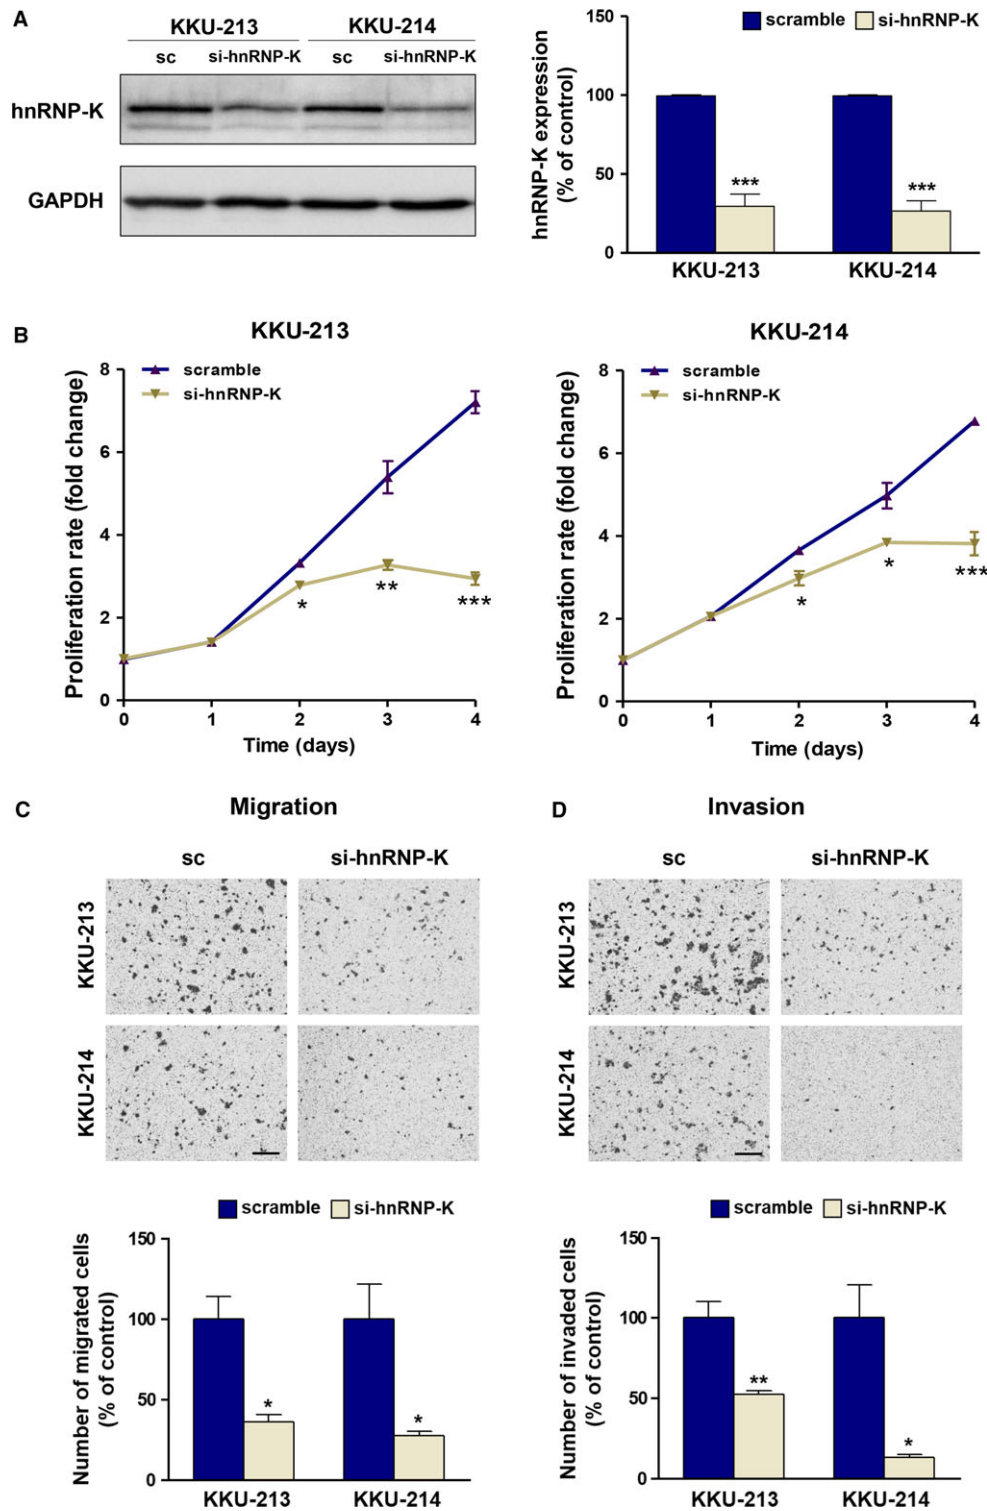 A
KKU-213 KKU-214
sc si-hnRNP-K sc si-hnRNP-K
hnRNP-K
GAPDH
scramble si-hnRNP-K
hnRNP-K expression
(% of control)
150
100
50
0
*** ***
KKU-213 KKU-214
B
KKU-213
scramble
si-hnRNP-K
Proliferation rate (fold change)
8
6
4
2
0
* ** ***
0 1 2 3 4
Time (days)
KKU-214
scramble
si-hnRNP-K
Proliferation rate (fold change)
8
6
4
2
0
* * ***
0 1 2 3 4
Time (days)
C
Migration
sc si-hnRNP-K
KKU-213
KKU-214
scramble si-hnRNP-K
Number of migrated cells
(% of control)
150
100
50
0
* *
KKU-213 KKU-214
D
Invasion
sc si-hnRNP-K
KKU-213
KKU-214
scramble si-hnRNP-K
Number of invaded cells
(% of control)
150
100
50
0
** *
KKU-213 KKU-214